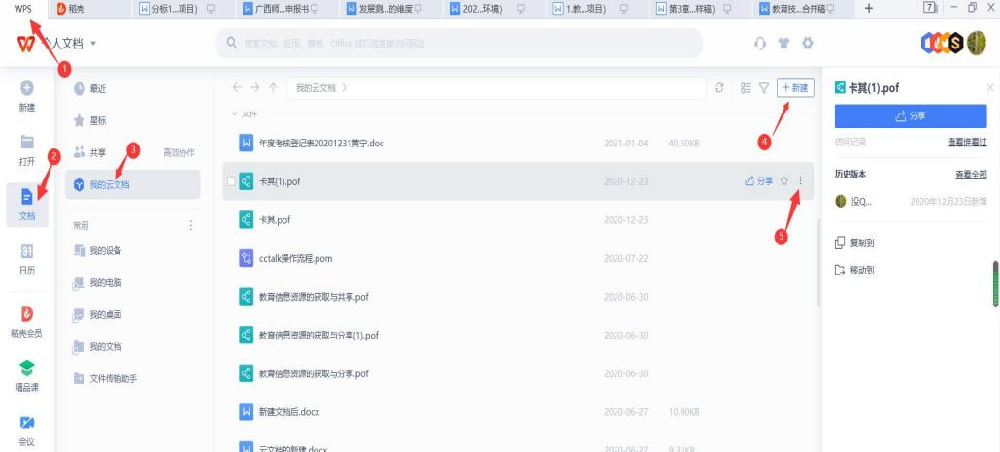 WPS
稻壳
分标1...项目)
广西师...申报书
发展测...的维度
202...环境)
1.教...项目)
第3章...样稿)
教育技...合并稿
+
7
个人文档
搜索文档、应用、模板、Office 技巧或直接访问网址
1
新建
打开
2
文档
日历
31
稻壳会员
精品课
会议
最近
星标
共享
高效协作
3
我的云文档
常用
我的设备
我的电脑
我的桌面
我的文档
文件传输助手
我的云文档
+新建
4
文件
年度考核登记表20201231黄宁.doc 2021-01-04 40.50KB
卡其(1).pof 2020-12-23 分享
5
卡其.pof 2020-12-23
cctalk操作流程.pom 2020-07-22
教育信息资源的获取与共享.pof 2020-06-30
教育信息资源的获取与分享(1).pof 2020-06-30
教育信息资源的获取与分享.pof 2020-06-30
新建文档后.docx 2020-06-27 10.90KB
云文档的新建.docx 2020-06-27 9.23KB
卡其(1).pof
分享
访问记录 查看谁看过
历史版本 查看全部
没Q... 2020年12月23日新增
复制到
移动到